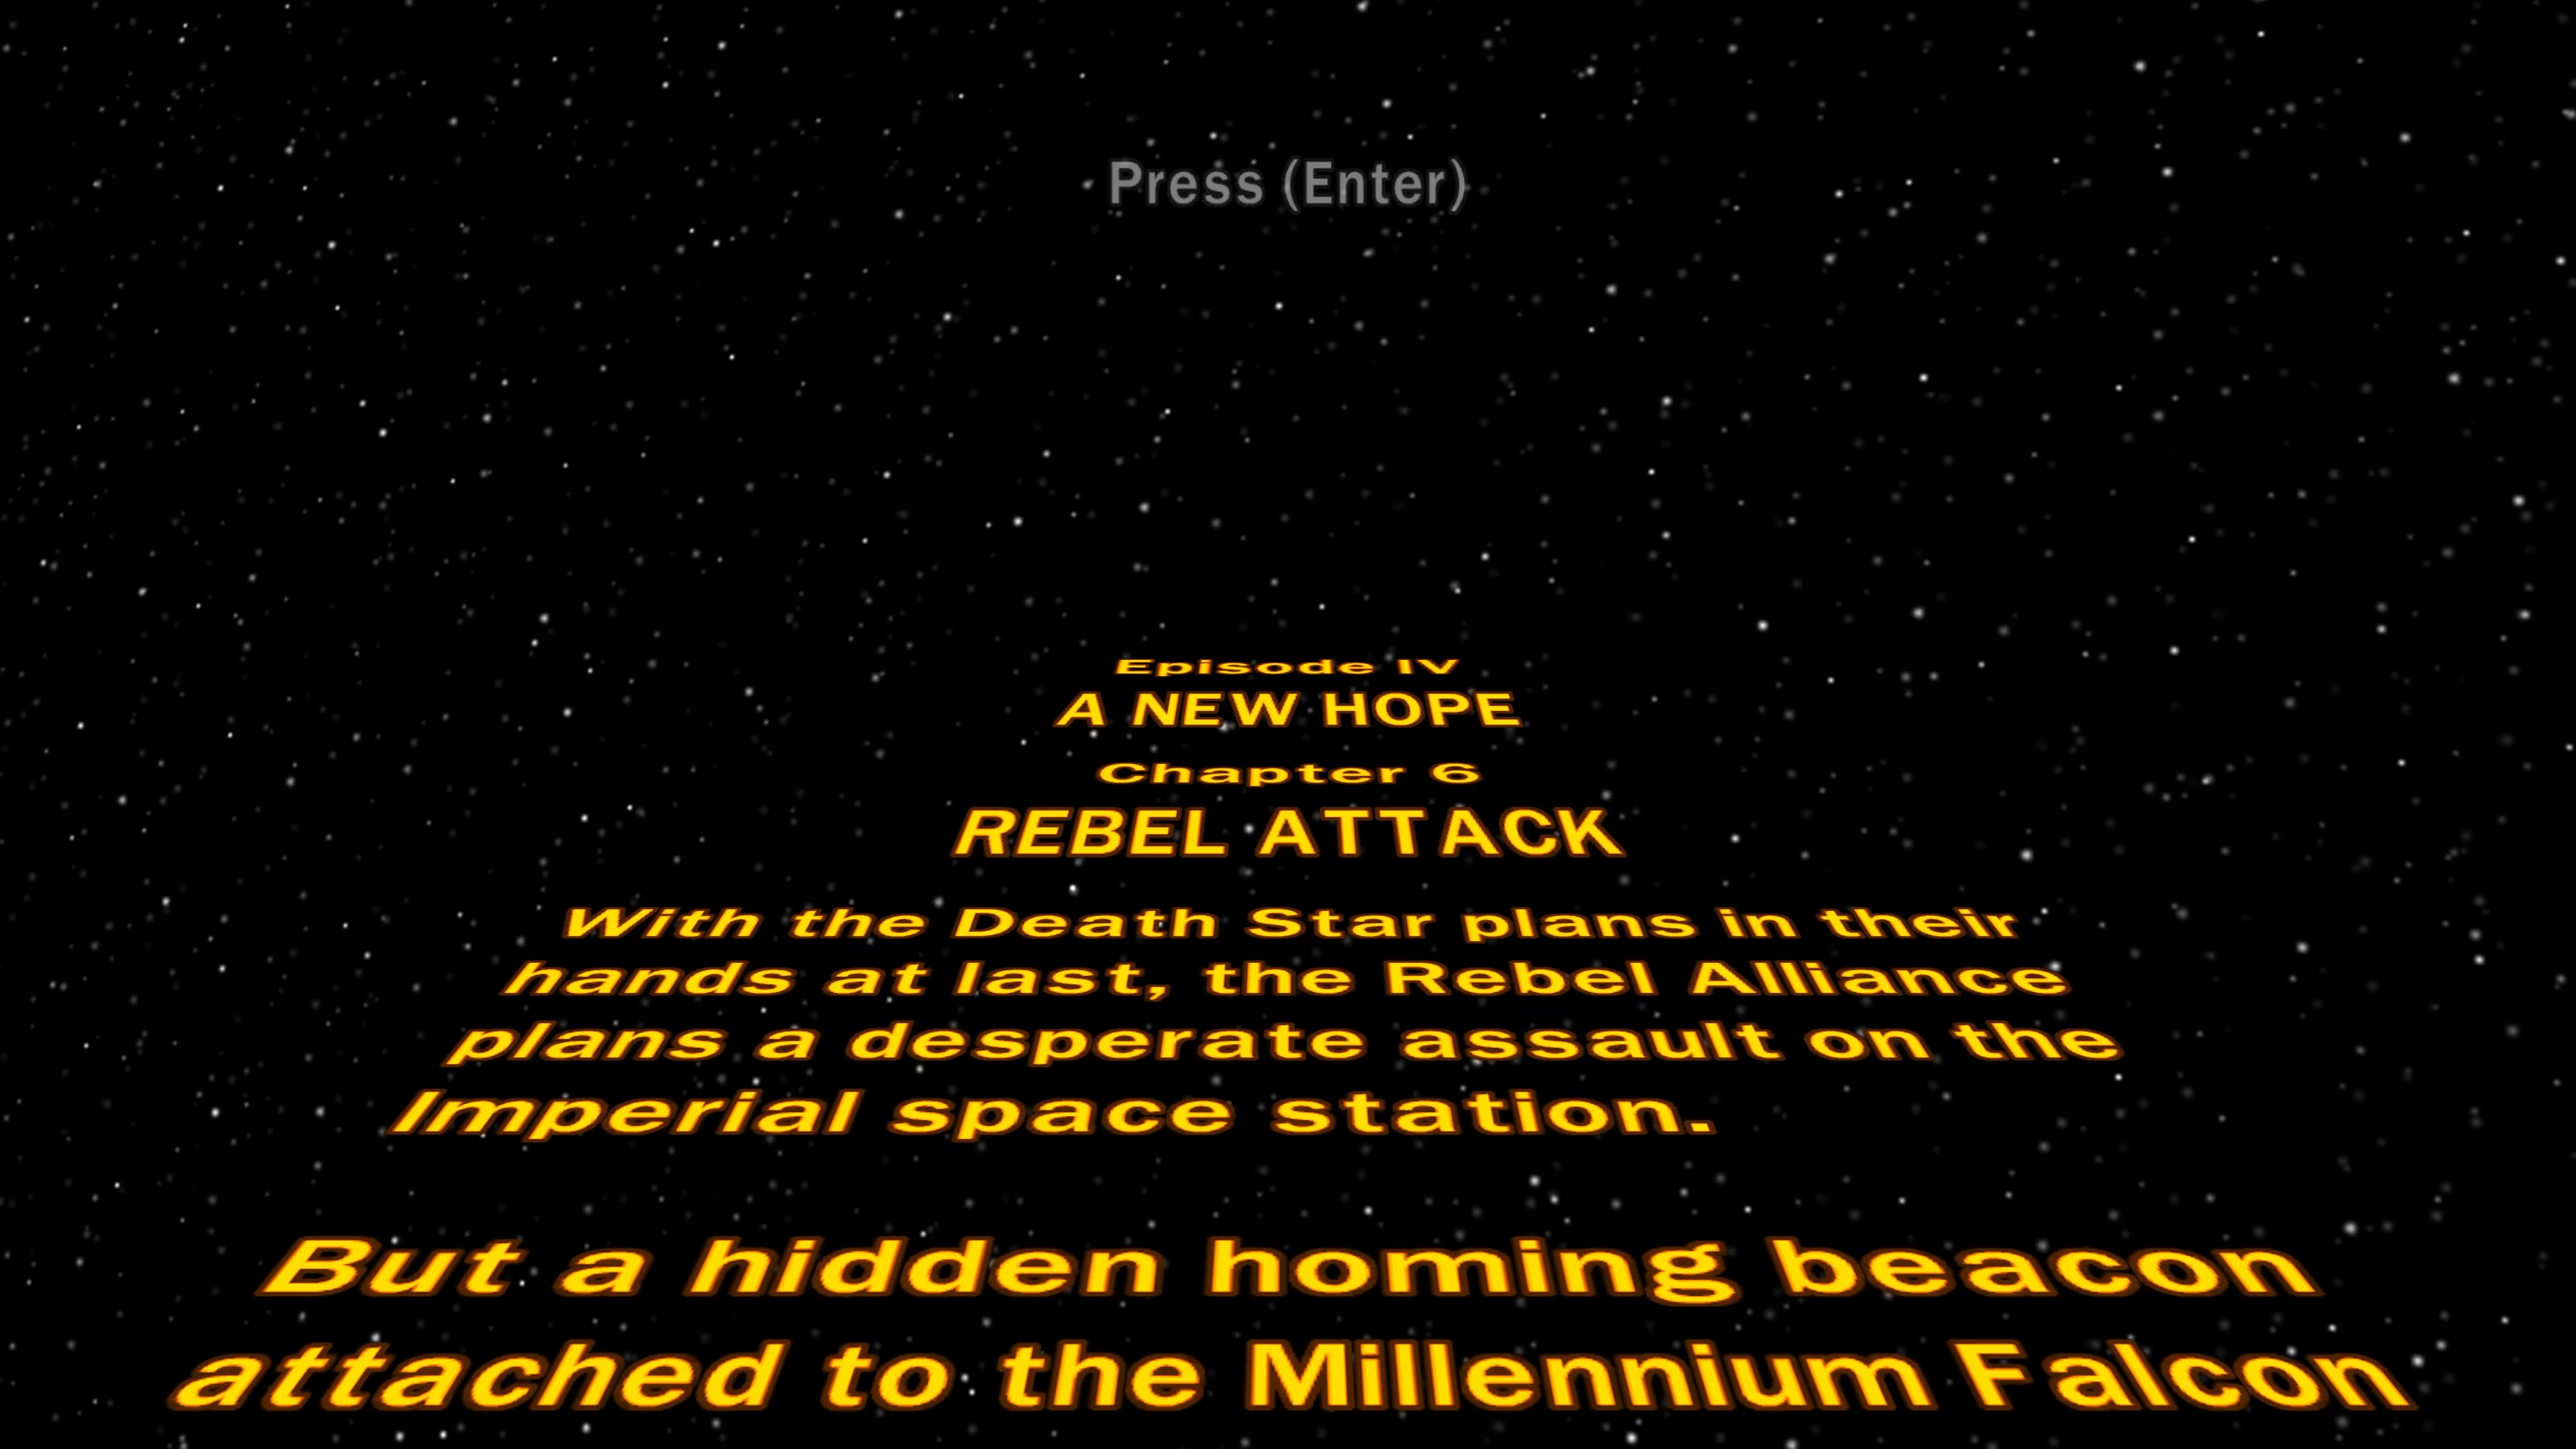 Press (Enter)
Episode IV
A NEW HOPE
Chapter 6
REBEL ATTACK
With the Death Star plans in their
hands at last, the Rebel Alliance
plans a desperate assault on the
Imperial space station.
But a hidden homing beacon
attached to the Millennium Falcon